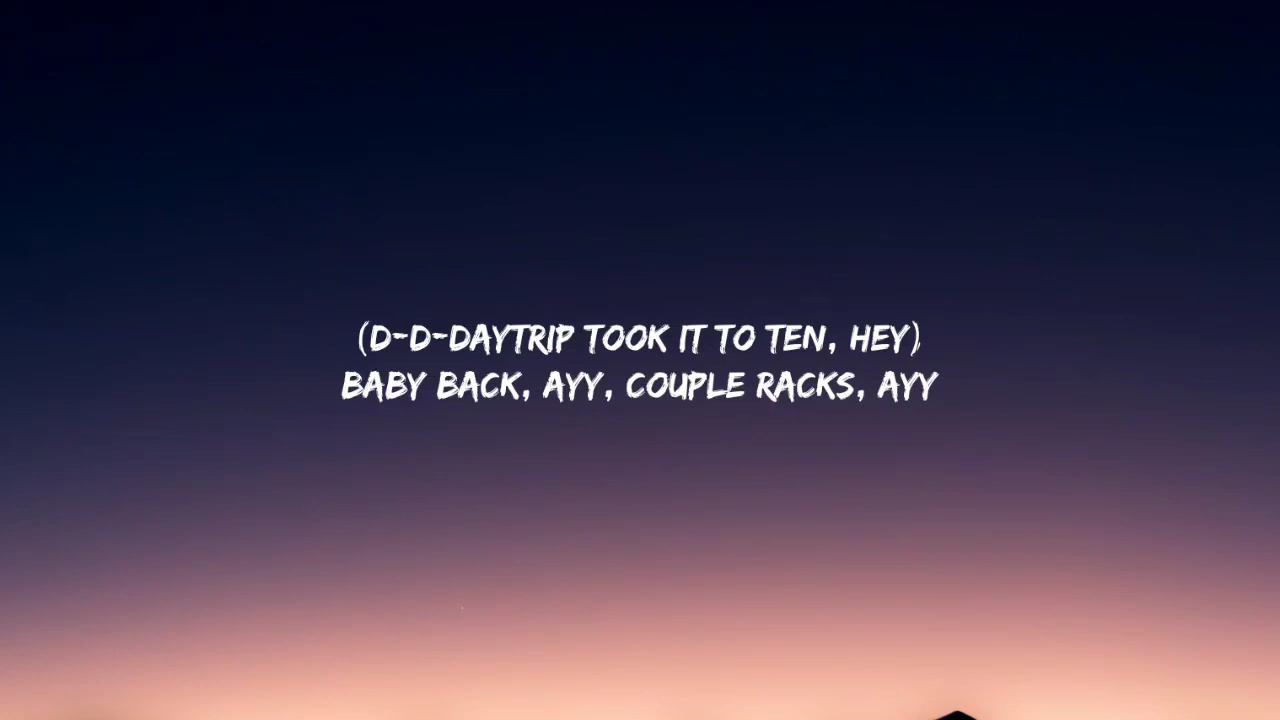 (D-D-DAYTRIP TOOK IT TO TEN, HEY)
BABY BACK, AYY, COUPLE RACKS, AYY